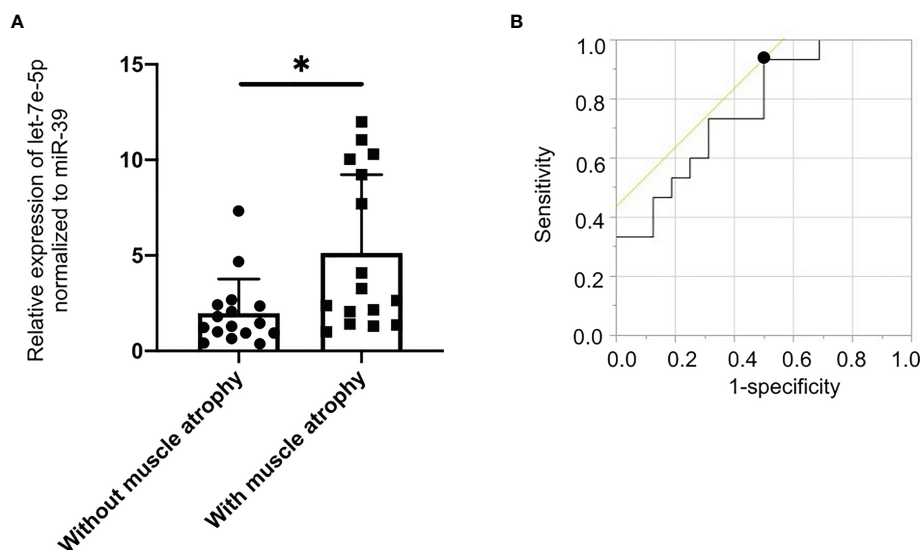 A
Relative expression of let-7e-5p
normalized to miR-39
15
10
5
0
*
Without muscle atrophy
With muscle atrophy
B
Sensitivity
1.0
0.8
0.6
0.4
0.2
0.0
0.0 0.2 0.4 0.6 0.8 1.0
1-specificity